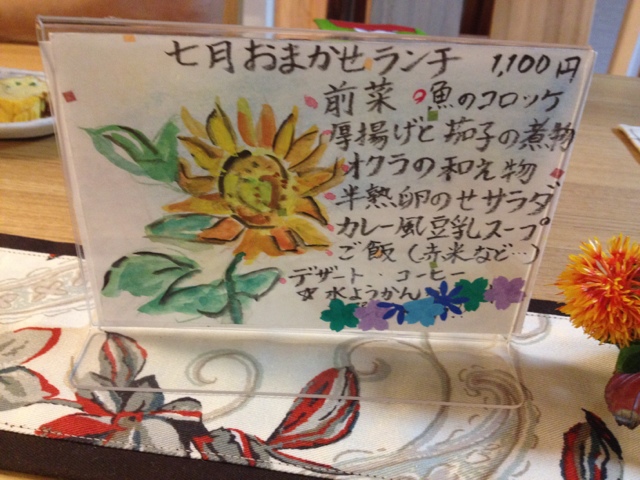 七月おまかせランチ 1,100円
前菜 魚のコロッケ
厚揚げと茄子の煮物
オクラの和え物
半熟卵のせサラダ
カレー風豆乳スープ
ご飯(赤米など…)
デザート・コーヒー
☆水ようかん